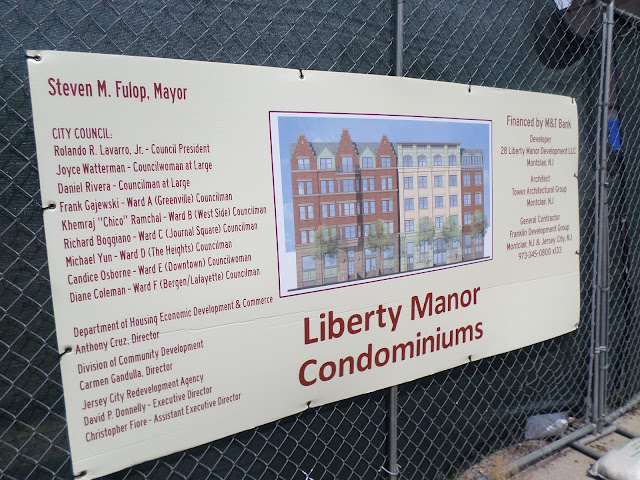 Steven M. Fulop, Mayor
CITY COUNCIL:
Rolando R. Lavarro, Jr. - Council President
Joyce Watterman - Councilwoman at Large
Daniel Rivera - Councilman at Large
Frank Gajewski - Ward A (Greenville) Councilman
Khemraj "Chico" Ramchal - Ward B (West Side) Councilman
Richard Boggiano - Ward C (Journal Square) Councilman
Michael Yun - Ward D (The Heights) Councilman
Candice Osborne - Ward E (Downtown) Councilwoman
Diane Coleman - Ward F (Bergen/Lafayette) Councilman
Department of Housing Economic Development & Commerce
Anthony Cruz, Director
Division of Community Development
Carmen Gandulla, Director
Jersey City Redevelopment Agency
David P. Donnelly - Executive Director
Christopher Fiore - Assistant Executive Director
Liberty Manor
Condominiums
Financed by M&T Bank
Developer
28 Liberty Manor Development LLC
Montclair, NJ
Architect
Tower Architectural Group
Montclair, NJ
General Contractor
Franklin Development Group
Montclair, NJ & Jersey City, NJ
973-345-0800 x133